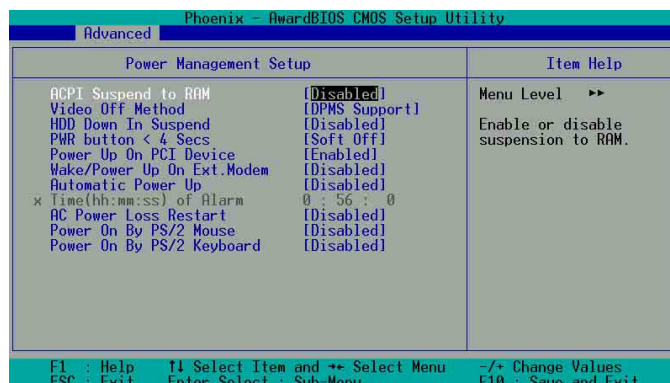 Phoenix - AwardBIOS CMOS Setup Utility
Advanced
Power Management Setup
Item Help
ACPI Suspend to RAM [Disabled]
Video Off Method [DPMS Support]
HDD Down In Suspend [Disabled]
PWR button < 4 Secs [Soft Off]
Power Up On PCI Device [Enabled]
Wake/Power Up On Ext.Modem [Disabled]
Automatic Power Up [Disabled]
x Time(hh:mm:ss) of Alarm 0 : 56 : 0
AC Power Loss Restart [Disabled]
Power On By PS/2 Mouse [Disabled]
Power On By PS/2 Keyboard [Disabled]
Menu Level ▸▸
Enable or disable
suspension to RAM.
F1 : Help ↑↓ Select Item and →← Select Menu -/+ Change Values
ESC : Exit Enter Select : Sub-Menu F10 : Save and Exit